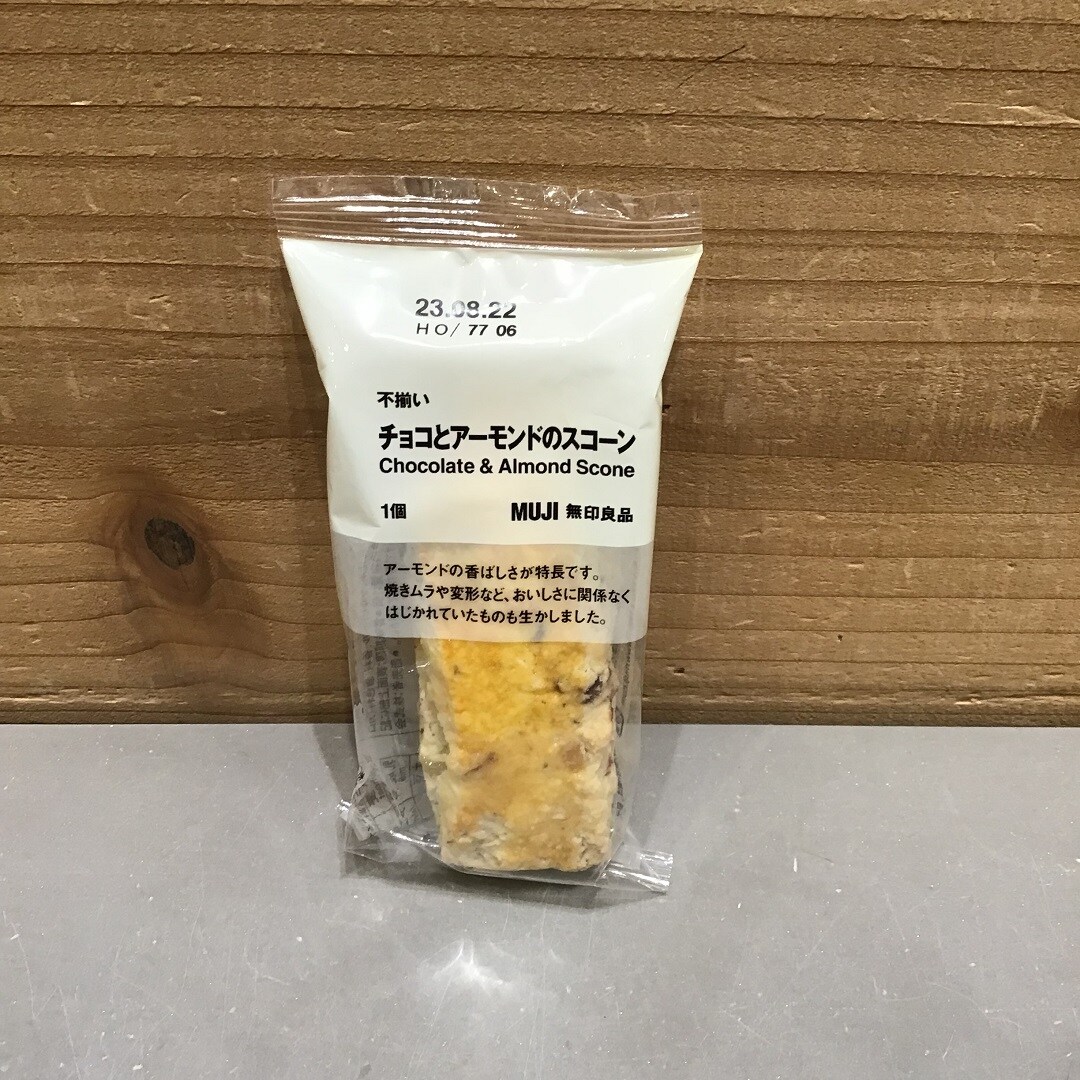 23.08.22
HO/ 77 06
不揃い
チョコとアーモンドのスコーン
Chocolate & Almond Scone
1個
MUJI 無印良品
アーモンドの香ばしさが特長です。
焼きムラや変形など、おいしさに関係なく
はじかれていたものも生かしました。